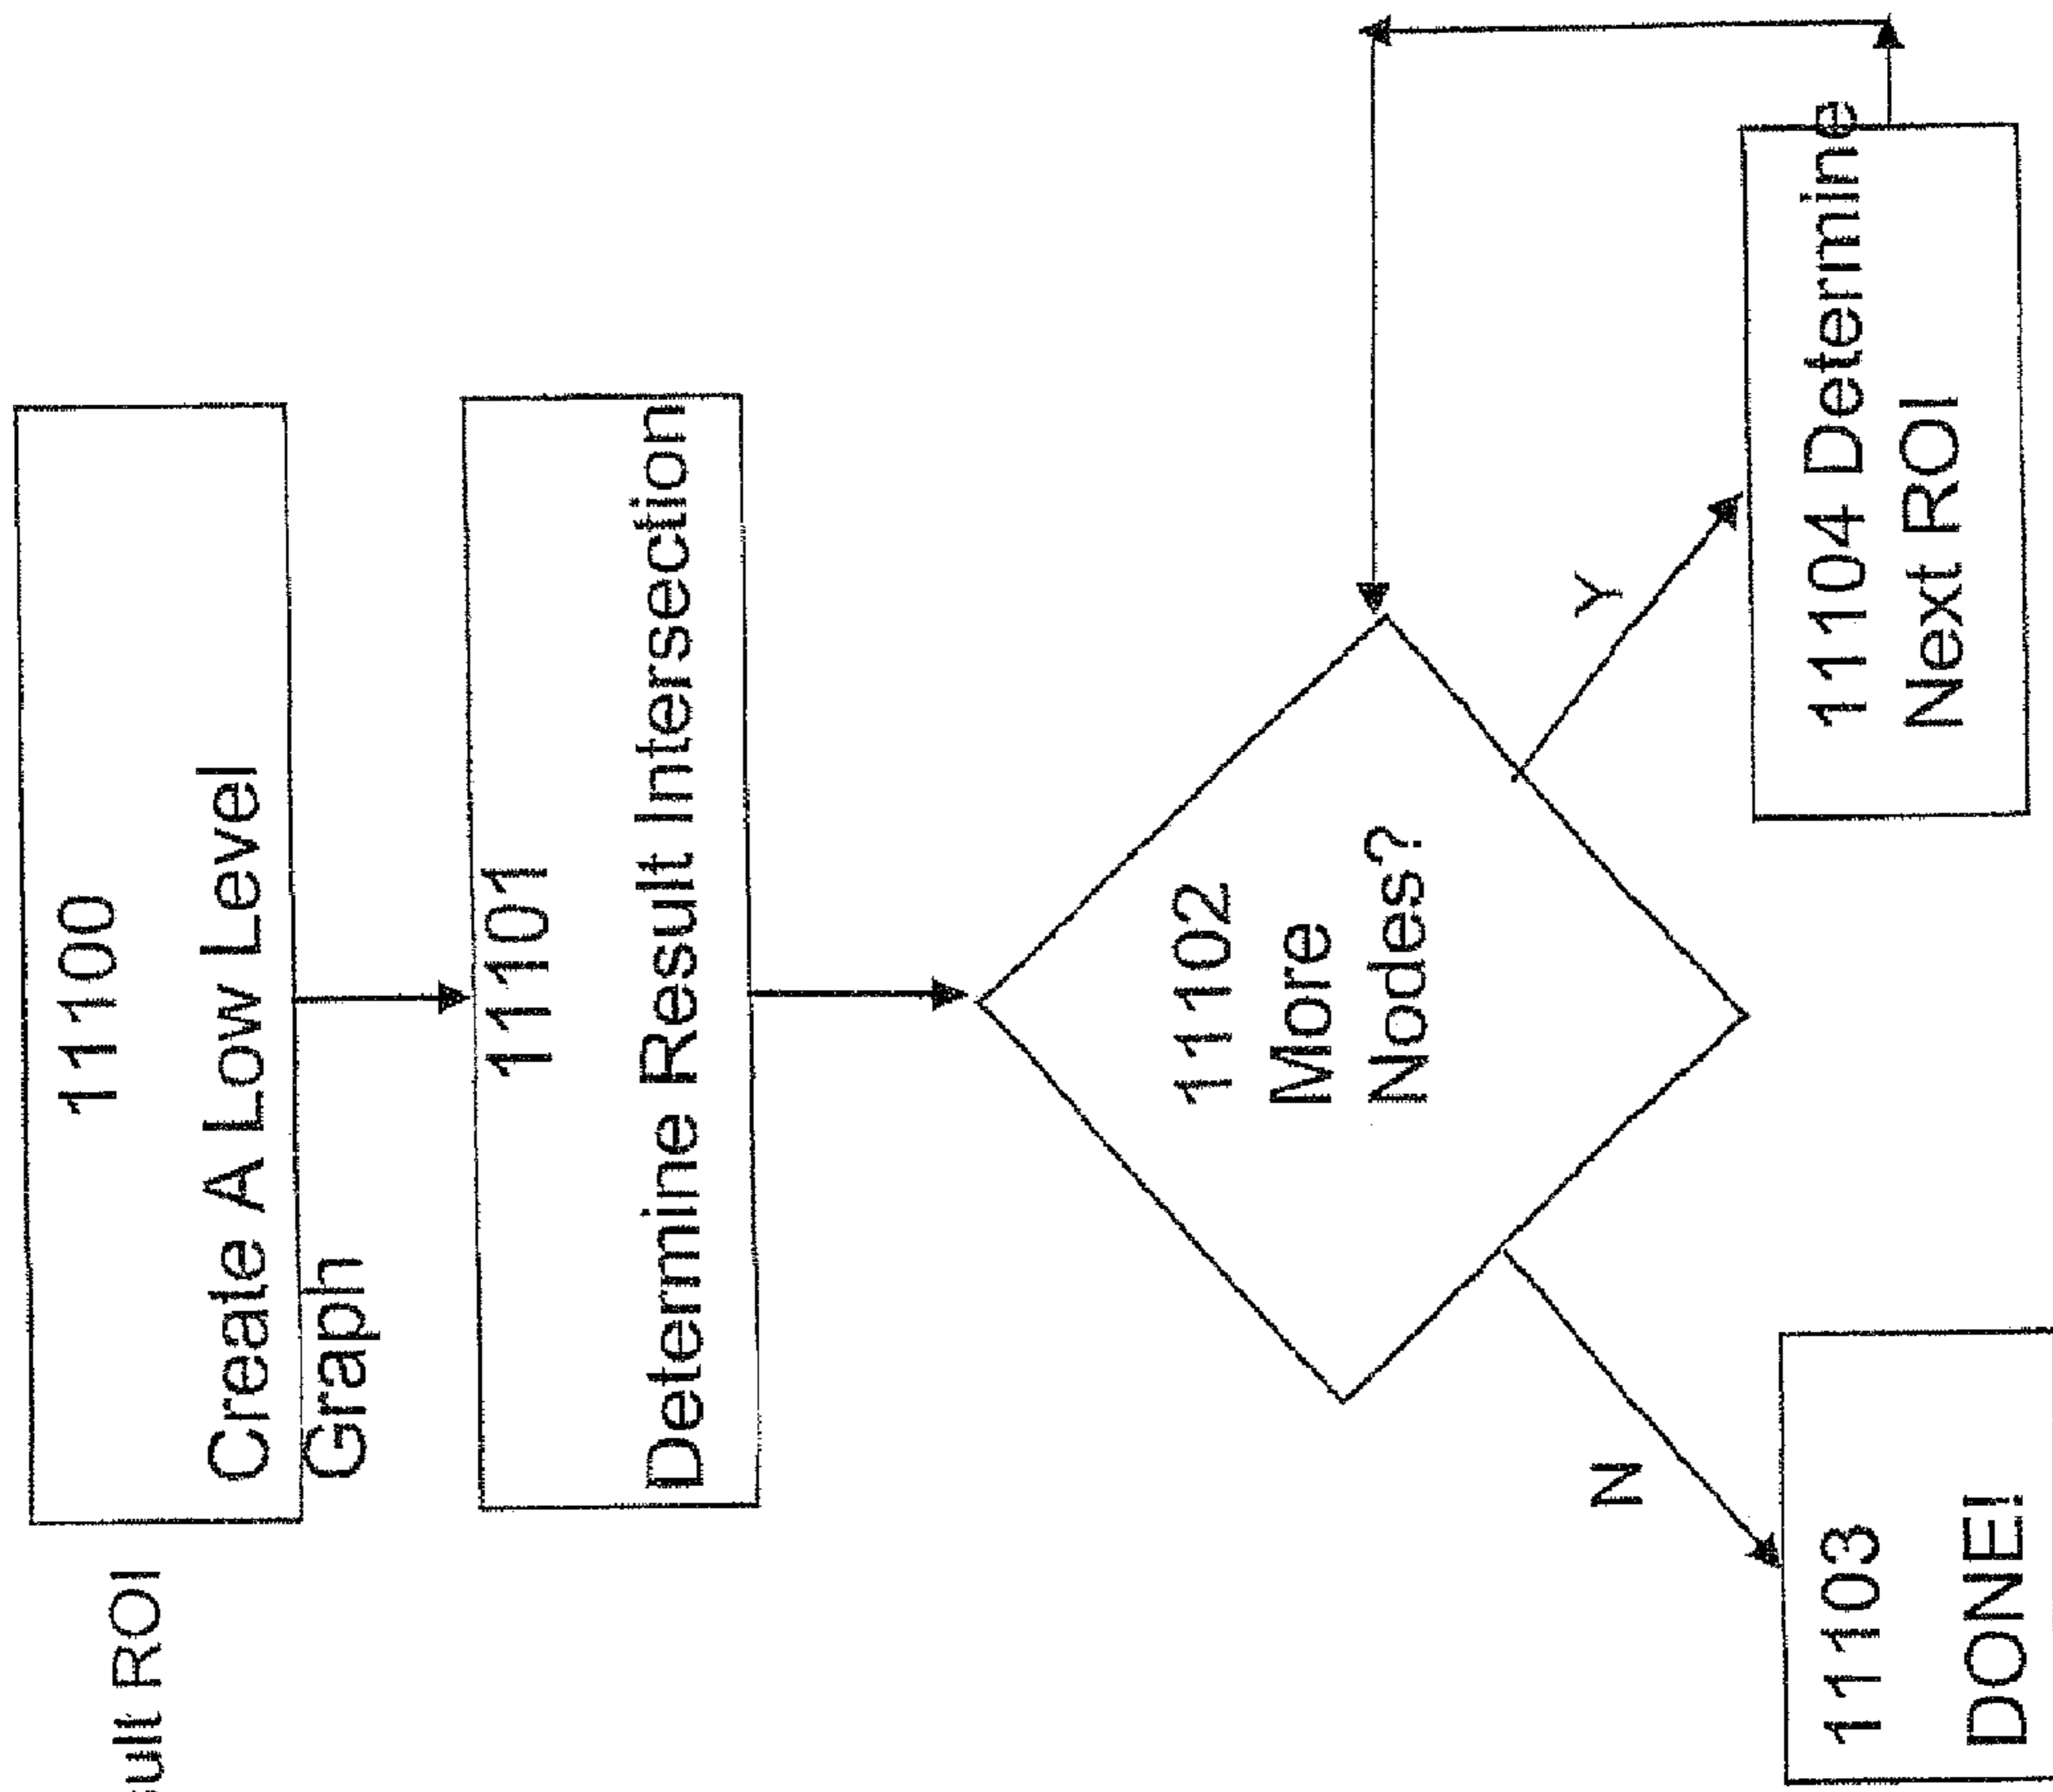 ult ROI
11100
Create A Low Level
Graph
11101
Determine Result Intersection
11102
More
Nodes?
N
Y
11103
DONE!
11104 Determine
Next ROI